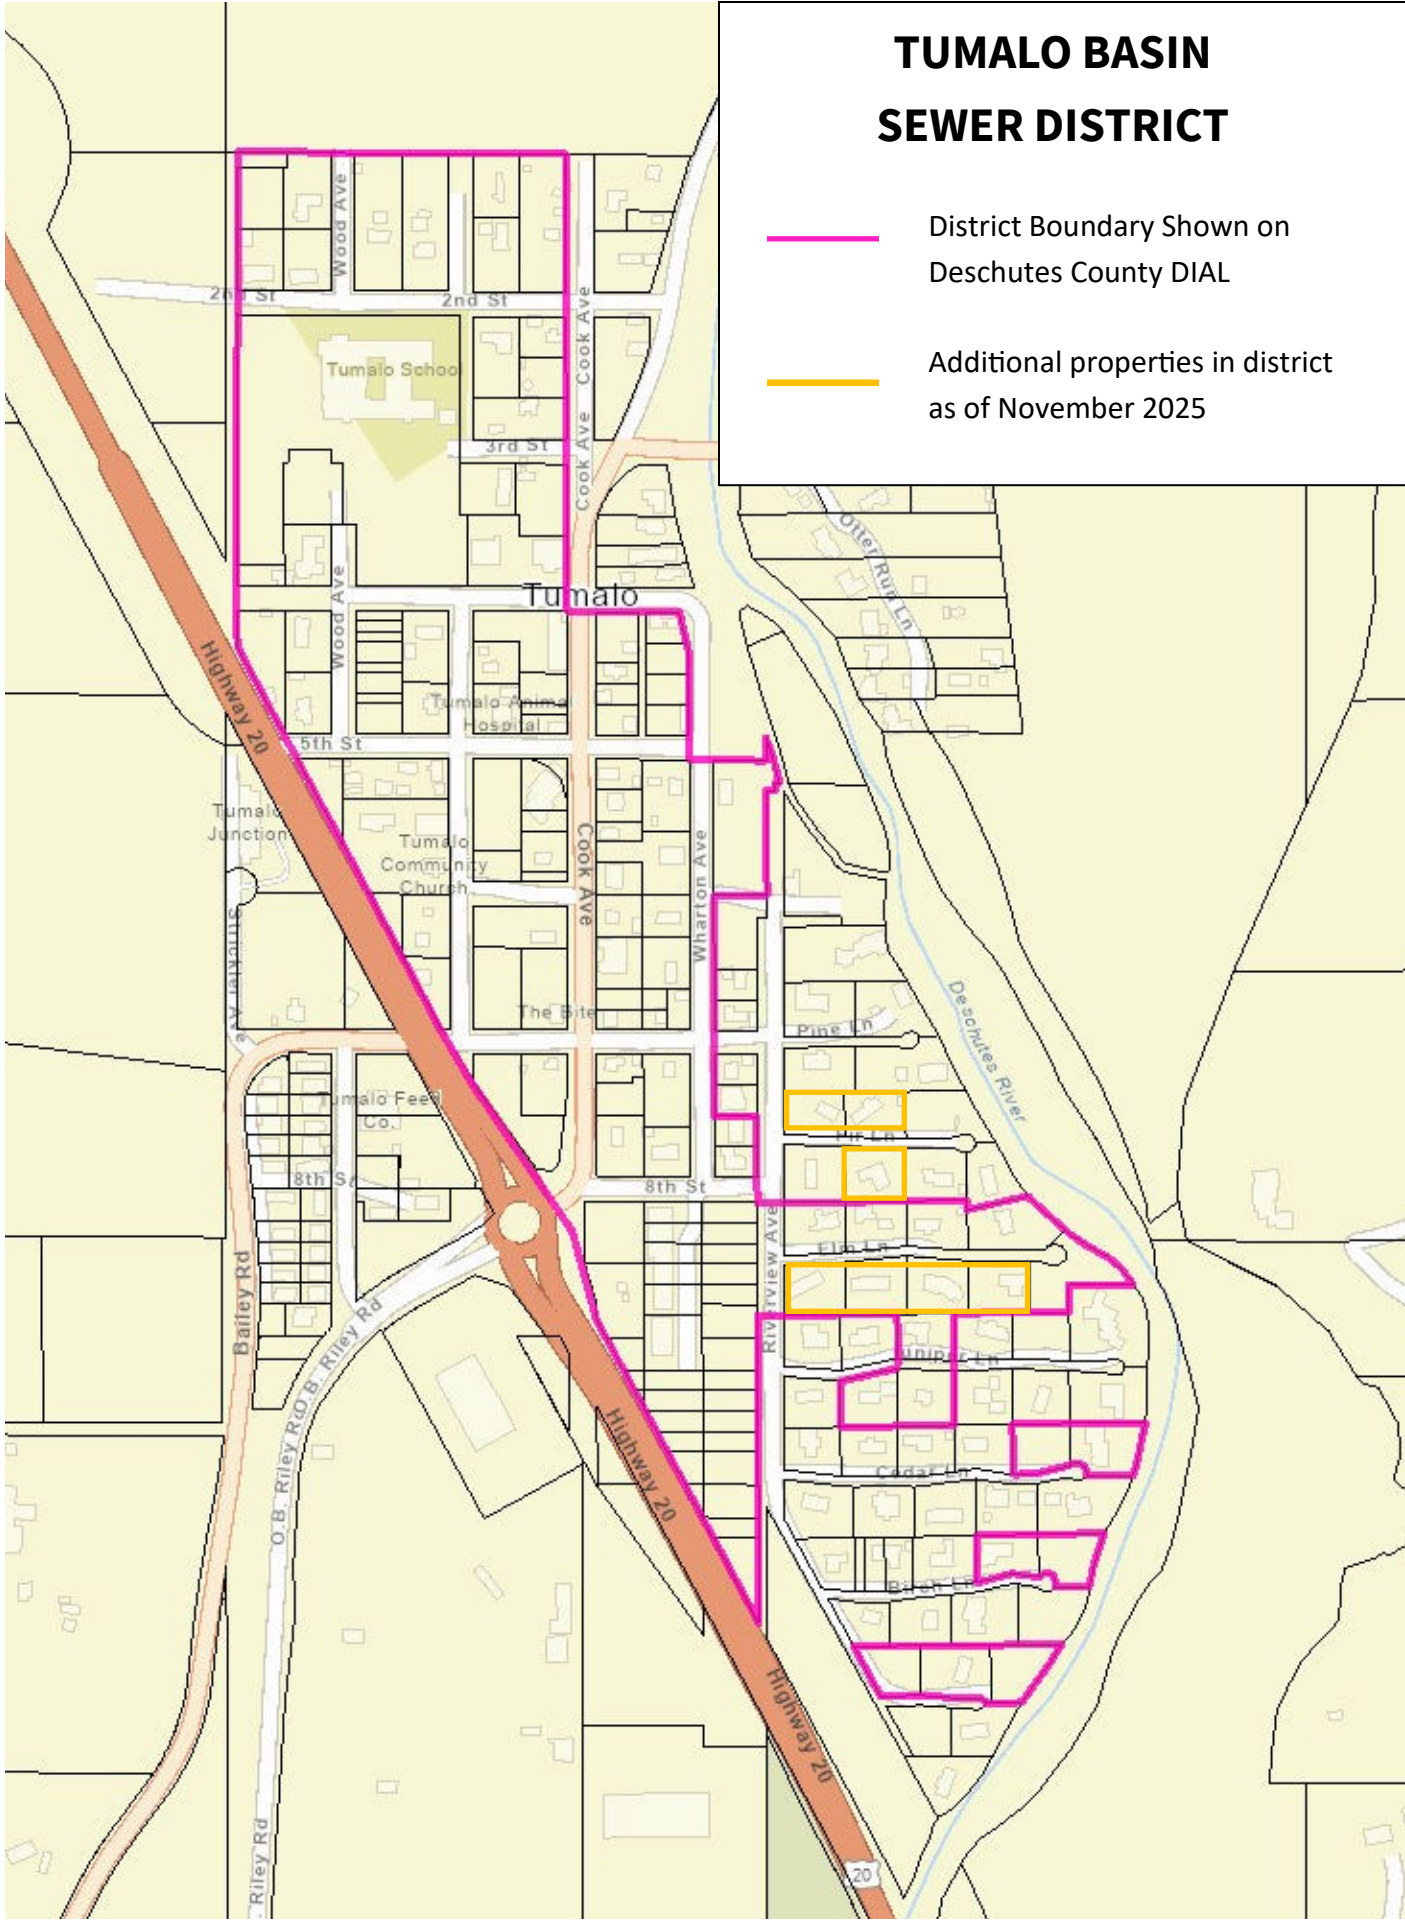 TUMALO BASIN
SEWER DISTRICT
District Boundary Shown on
Deschutes County DIAL
Additional properties in district
as of November 2025
Wood Ave
2nd St
2nd St
Cook Ave
Tumalo School
Cook Ave
3rd St
Otter Run Ln
Tumalo
Wood Ave
Highway 20
Tumalo Animal
Hospital
5th St
Tumalo
Junction
Tumalo
Community
Church
Cook Ave
Wharton Ave
Strickler Ave
The Bite
Pine Ln
Deschutes River
Tumalo Feed
Co.
Fir Ln
8th St
8th St
Riverview Ave
Elm Ln
Bailey Rd
O.B. Riley Rd
O.B. Riley Rd
Juniper Ln
Highway 20
Cedar Ln
Birch Ln
Highway 20
Riley Rd
20